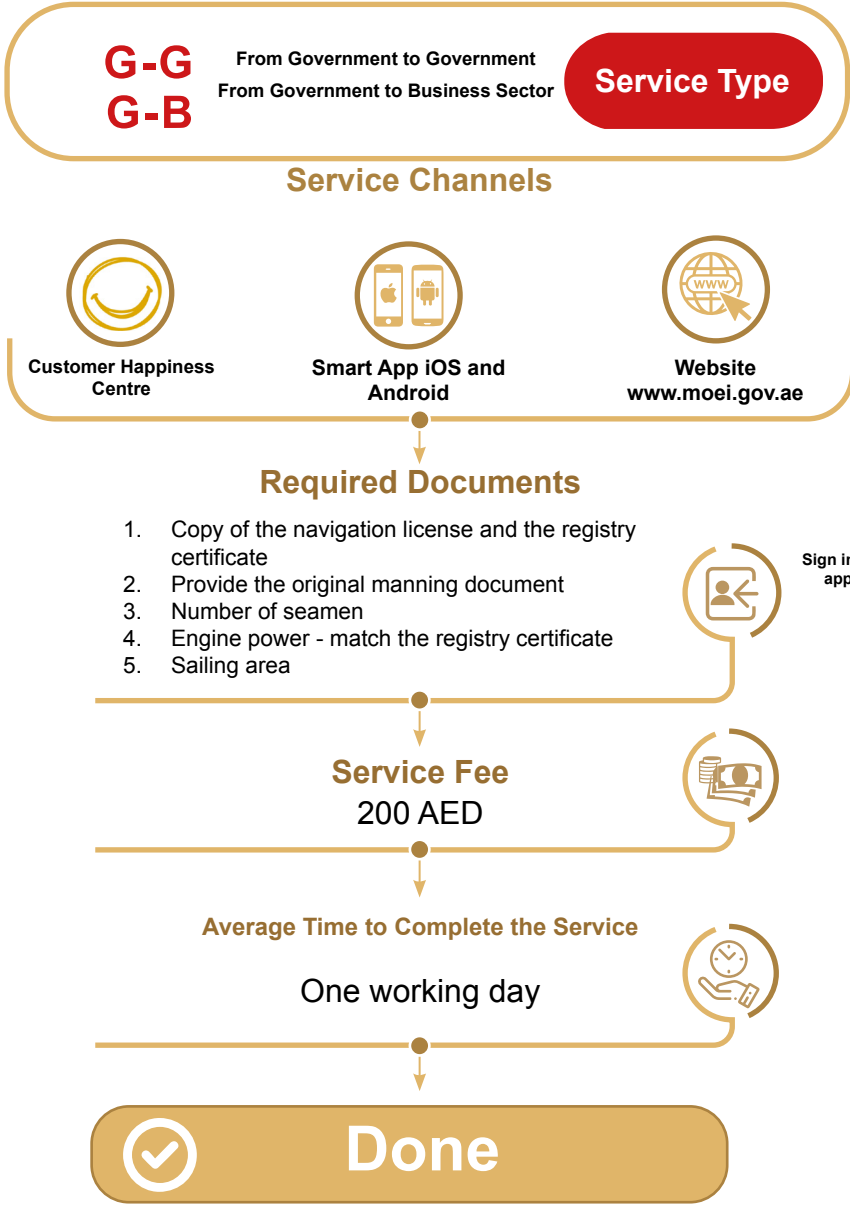 G-G
From Government to Government
G-B
From Government to Business Sector
Service Type
Service Channels
Customer Happiness
Centre
Smart App iOS and
Android
www
Website
www.moei.gov.ae
Required Documents
1. Copy of the navigation license and the registry
certificate
2. Provide the original manning document
3. Number of seamen
4. Engine power - match the registry certificate
5. Sailing area
Sign in
app
Service Fee
200 AED
Average Time to Complete the Service
One working day
Done